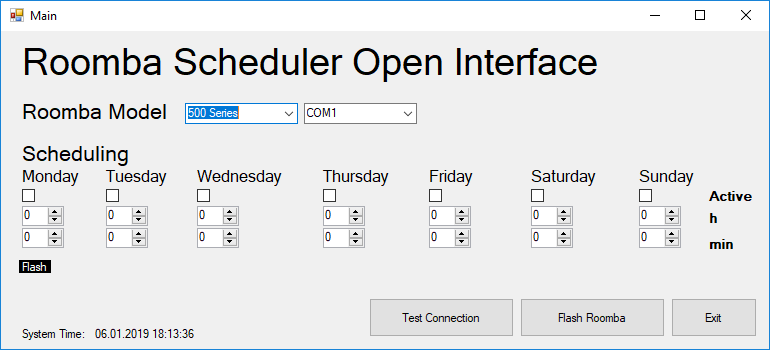 Main
Roomba Scheduler Open Interface
Roomba Model 500 Series COM1
Scheduling
Monday Tuesday Wednesday Thursday Friday Saturday Sunday
Active
0 0 0 0 0 0 0 h
0 0 0 0 0 0 0 min
Flash
Test Connection Flash Roomba Exit
System Time: 06.01.2019 18:13:36